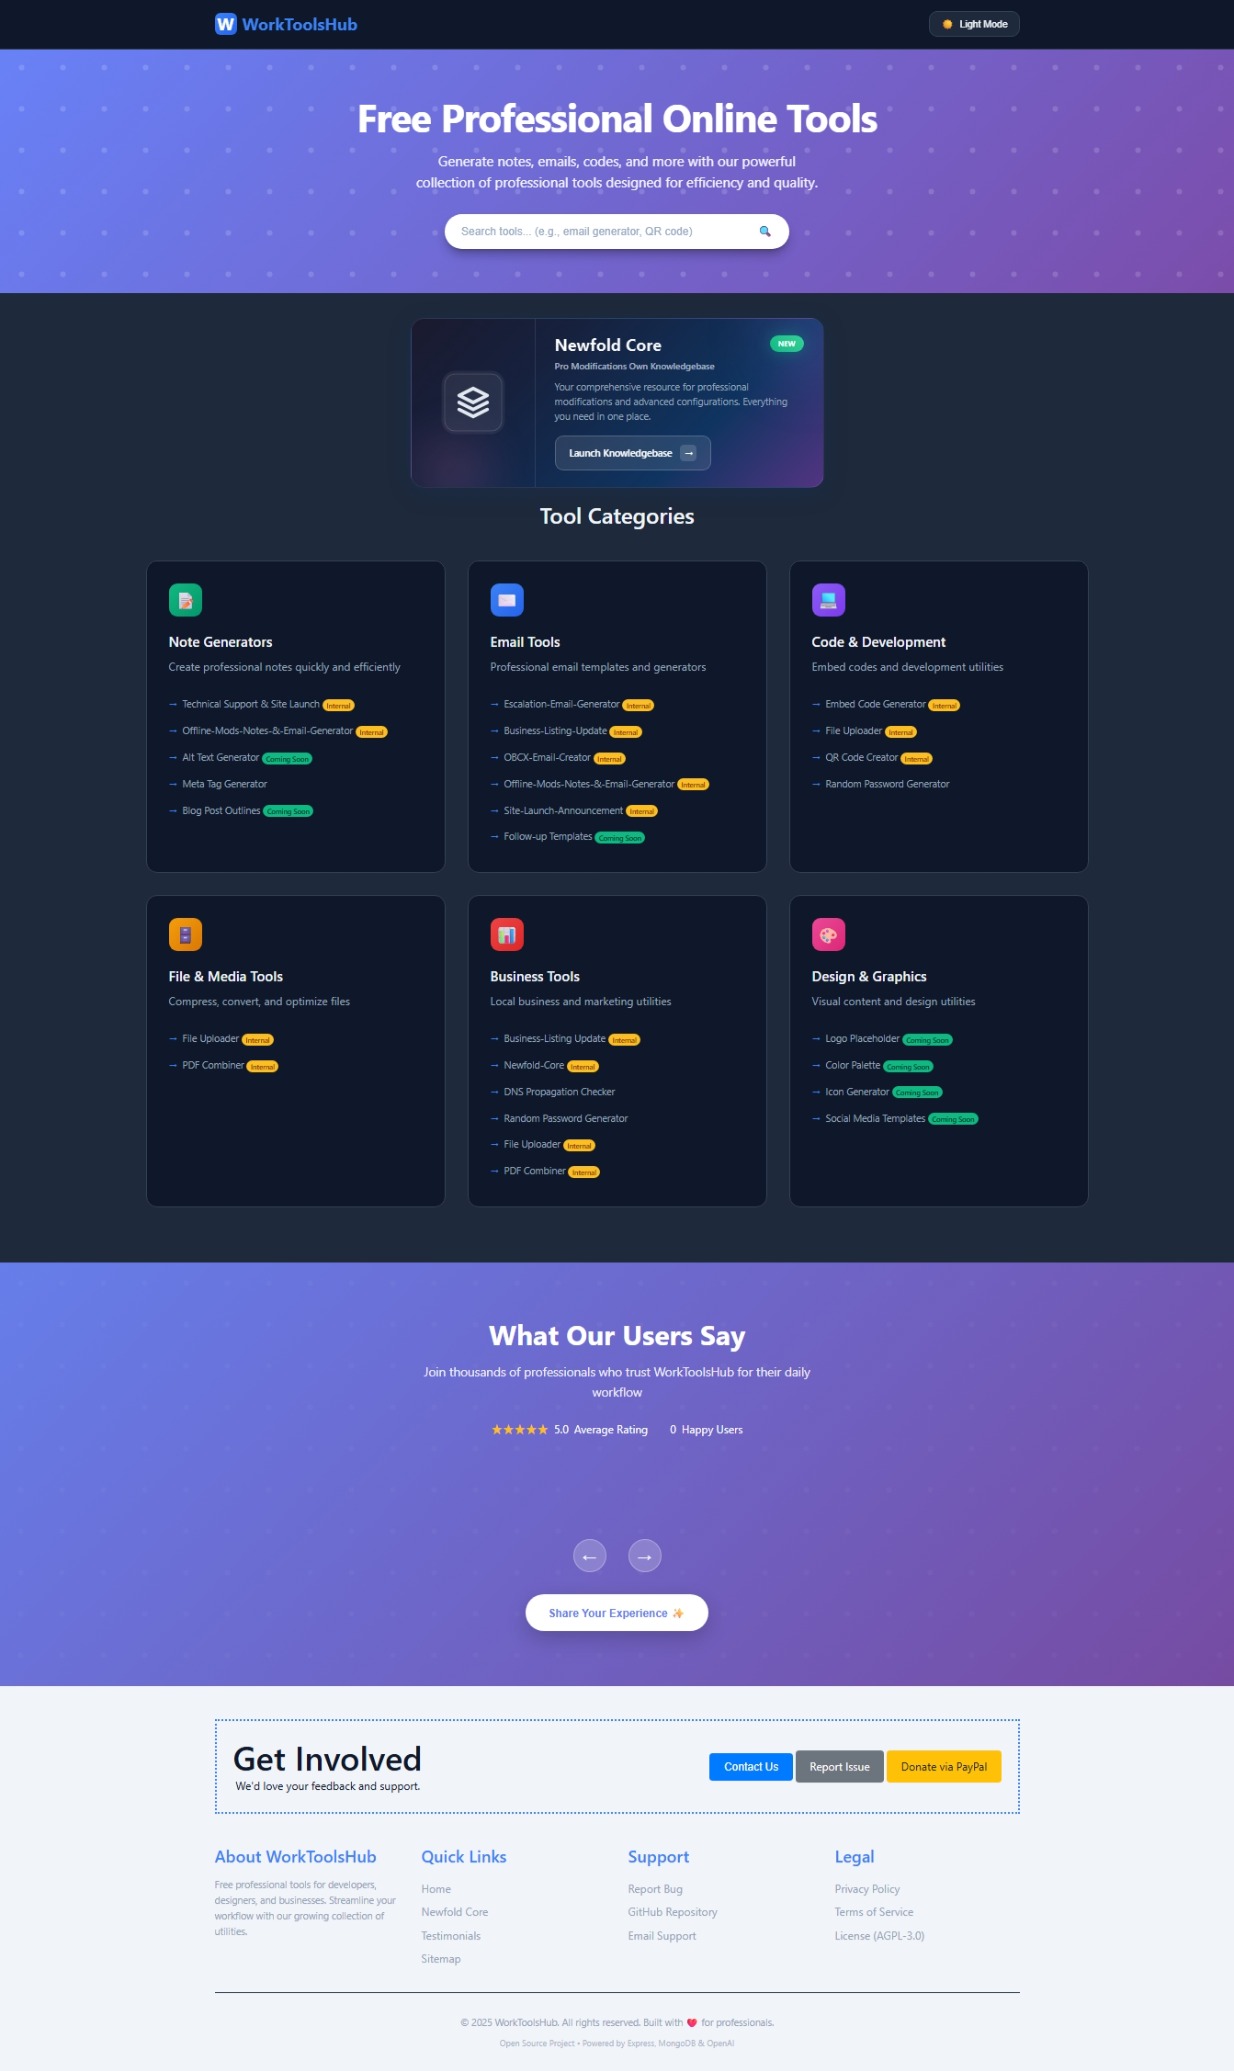 W WorkToolsHub
Light Mode
Free Professional Online Tools
Generate notes, emails, codes, and more with our powerful
collection of professional tools designed for efficiency and quality.
Search tools... (e.g., email generator, QR code)
Newfold Core
NEW
Pro Modifications Own Knowledgebase
Your comprehensive resource for professional
modifications and advanced configurations. Everything
you need in one place.
Launch Knowledgebase →
Tool Categories
Note Generators
Create professional notes quickly and efficiently
→ Technical Support & Site Launch Internal
→ Offline-Mods-Notes-&-Email-Generator Internal
→ Alt Text Generator Coming Soon
→ Meta Tag Generator
→ Blog Post Outlines Coming Soon
Email Tools
Professional email templates and generators
→ Escalation-Email-Generator Internal
→ Business-Listing-Update Internal
→ OBCX-Email-Creator Internal
→ Offline-Mods-Notes-&-Email-Generator Internal
→ Site-Launch-Announcement Internal
→ Follow-up Templates Coming Soon
Code & Development
Embed codes and development utilities
→ Embed Code Generator Internal
→ File Uploader Internal
→ QR Code Creator Internal
→ Random Password Generator
File & Media Tools
Compress, convert, and optimize files
→ File Uploader Internal
→ PDF Combiner Internal
Business Tools
Local business and marketing utilities
→ Business-Listing Update Internal
→ Newfold-Core Internal
→ DNS Propagation Checker
→ Random Password Generator
→ File Uploader Internal
→ PDF Combiner Internal
Design & Graphics
Visual content and design utilities
→ Logo Placeholder Coming Soon
→ Color Palette Coming Soon
→ Icon Generator Coming Soon
→ Social Media Templates Coming Soon
What Our Users Say
Join thousands of professionals who trust WorkToolsHub for their daily
workflow
★★★★★ 5.0 Average Rating 0 Happy Users
← →
Share Your Experience ✨
Get Involved
We'd love your feedback and support.
Contact Us
Report Issue
Donate via PayPal
About WorkToolsHub
Free professional tools for developers,
designers, and businesses. Streamline your
workflow with our growing collection of
utilities.
Quick Links
Home
Newfold Core
Testimonials
Sitemap
Support
Report Bug
GitHub Repository
Email Support
Legal
Privacy Policy
Terms of Service
License (AGPL-3.0)
© 2025 WorkToolsHub. All rights reserved. Built with ❤️ for professionals.
Open Source Project • Powered by Express, MongoDB & OpenAI